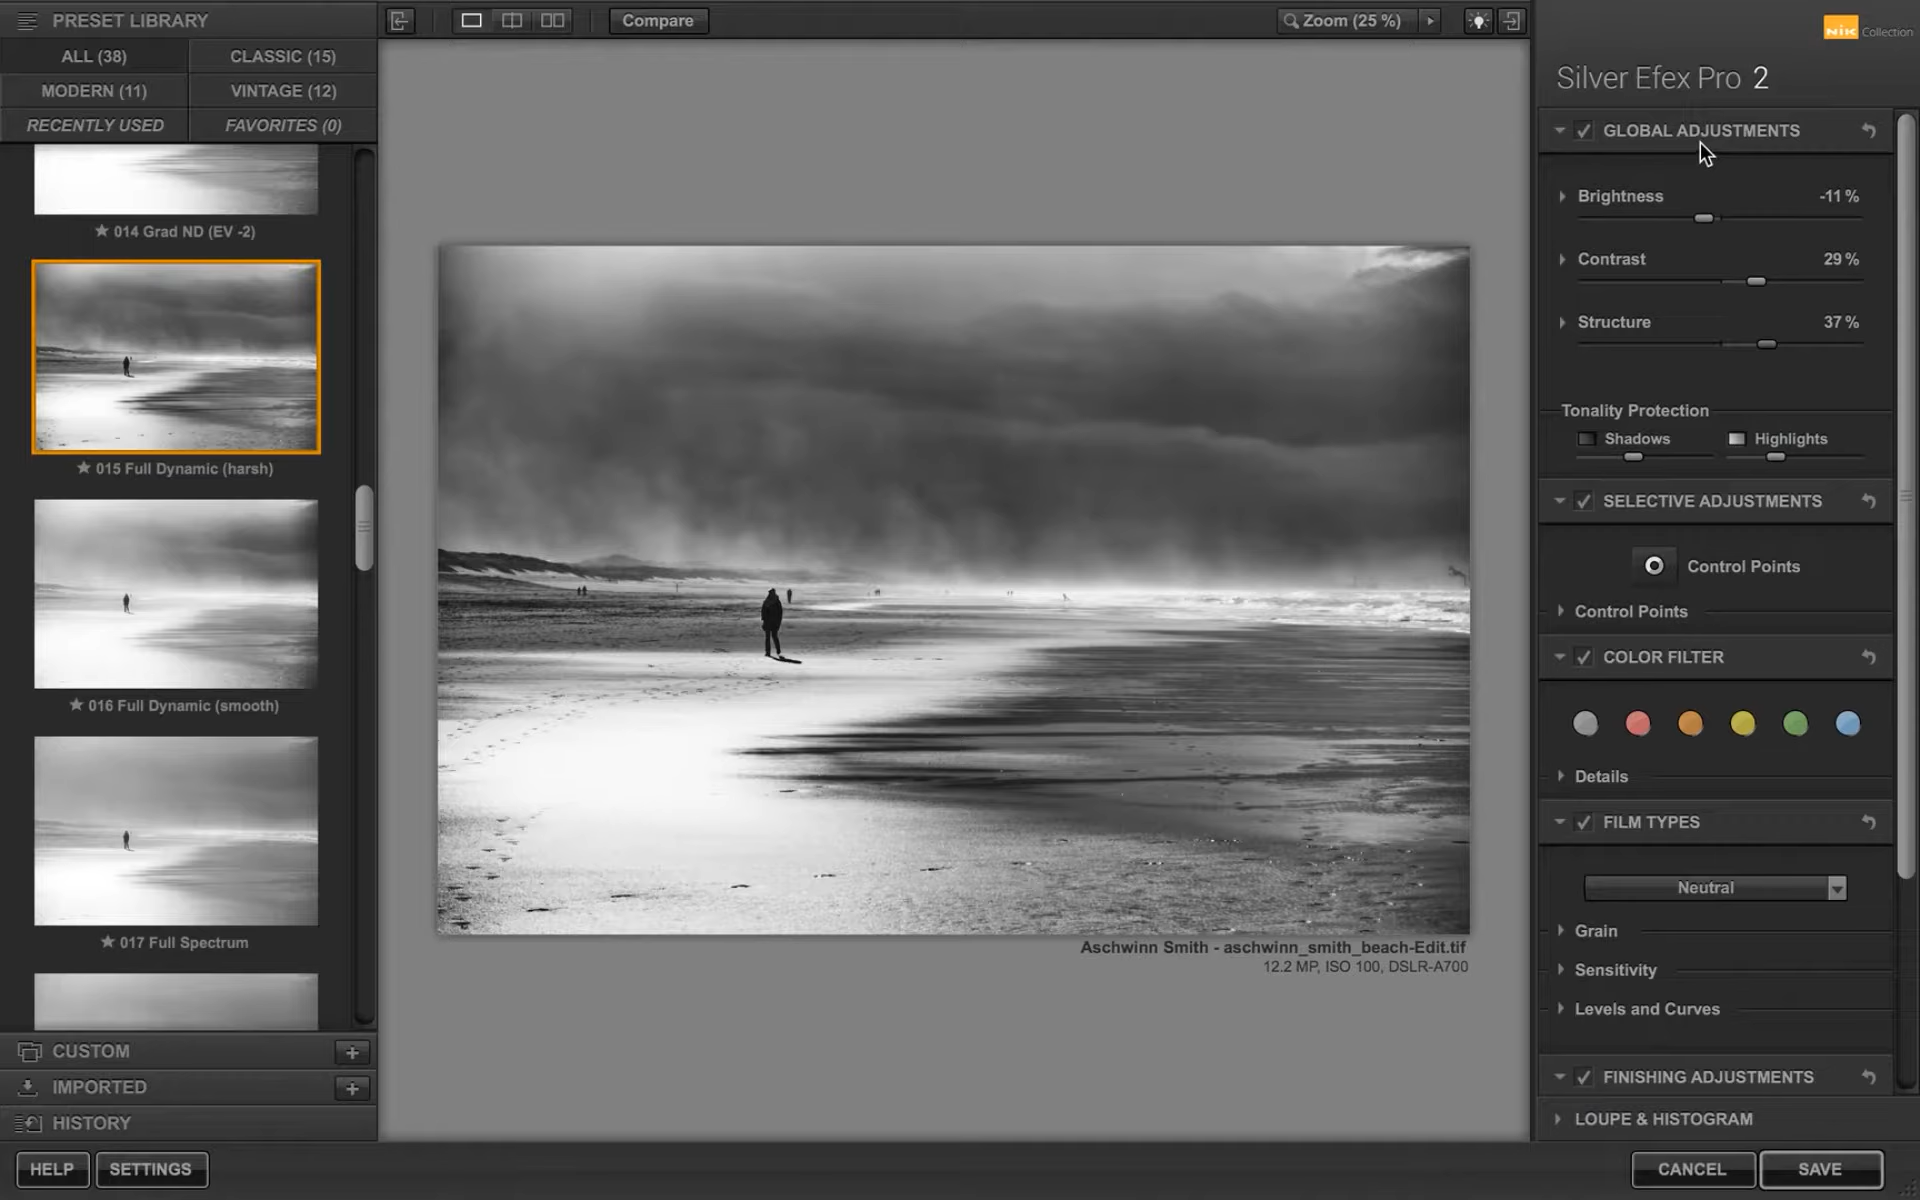 PRESET LIBRARY
ALL (38)
CLASSIC (15)
MODERN (11)
VINTAGE (12)
RECENTLY USED
FAVORITES (0)
★ 014 Grad ND (EV -2)
★ 015 Full Dynamic (harsh)
★ 016 Full Dynamic (smooth)
★ 017 Full Spectrum
CUSTOM
IMPORTED
HISTORY
HELP
SETTINGS
Compare
Zoom (25 %)
Aschwinn Smith - aschwinn_smith_beach-Edit.tif
12.2 MP, ISO 100, DSLR-A700
NiK Collection
Silver Efex Pro 2
GLOBAL ADJUSTMENTS
Brightness -11 %
Contrast 29 %
Structure 37 %
Tonality Protection
Shadows Highlights
SELECTIVE ADJUSTMENTS
Control Points
Control Points
COLOR FILTER
Details
FILM TYPES
Neutral
Grain
Sensitivity
Levels and Curves
FINISHING ADJUSTMENTS
LOUPE & HISTOGRAM
CANCEL
SAVE